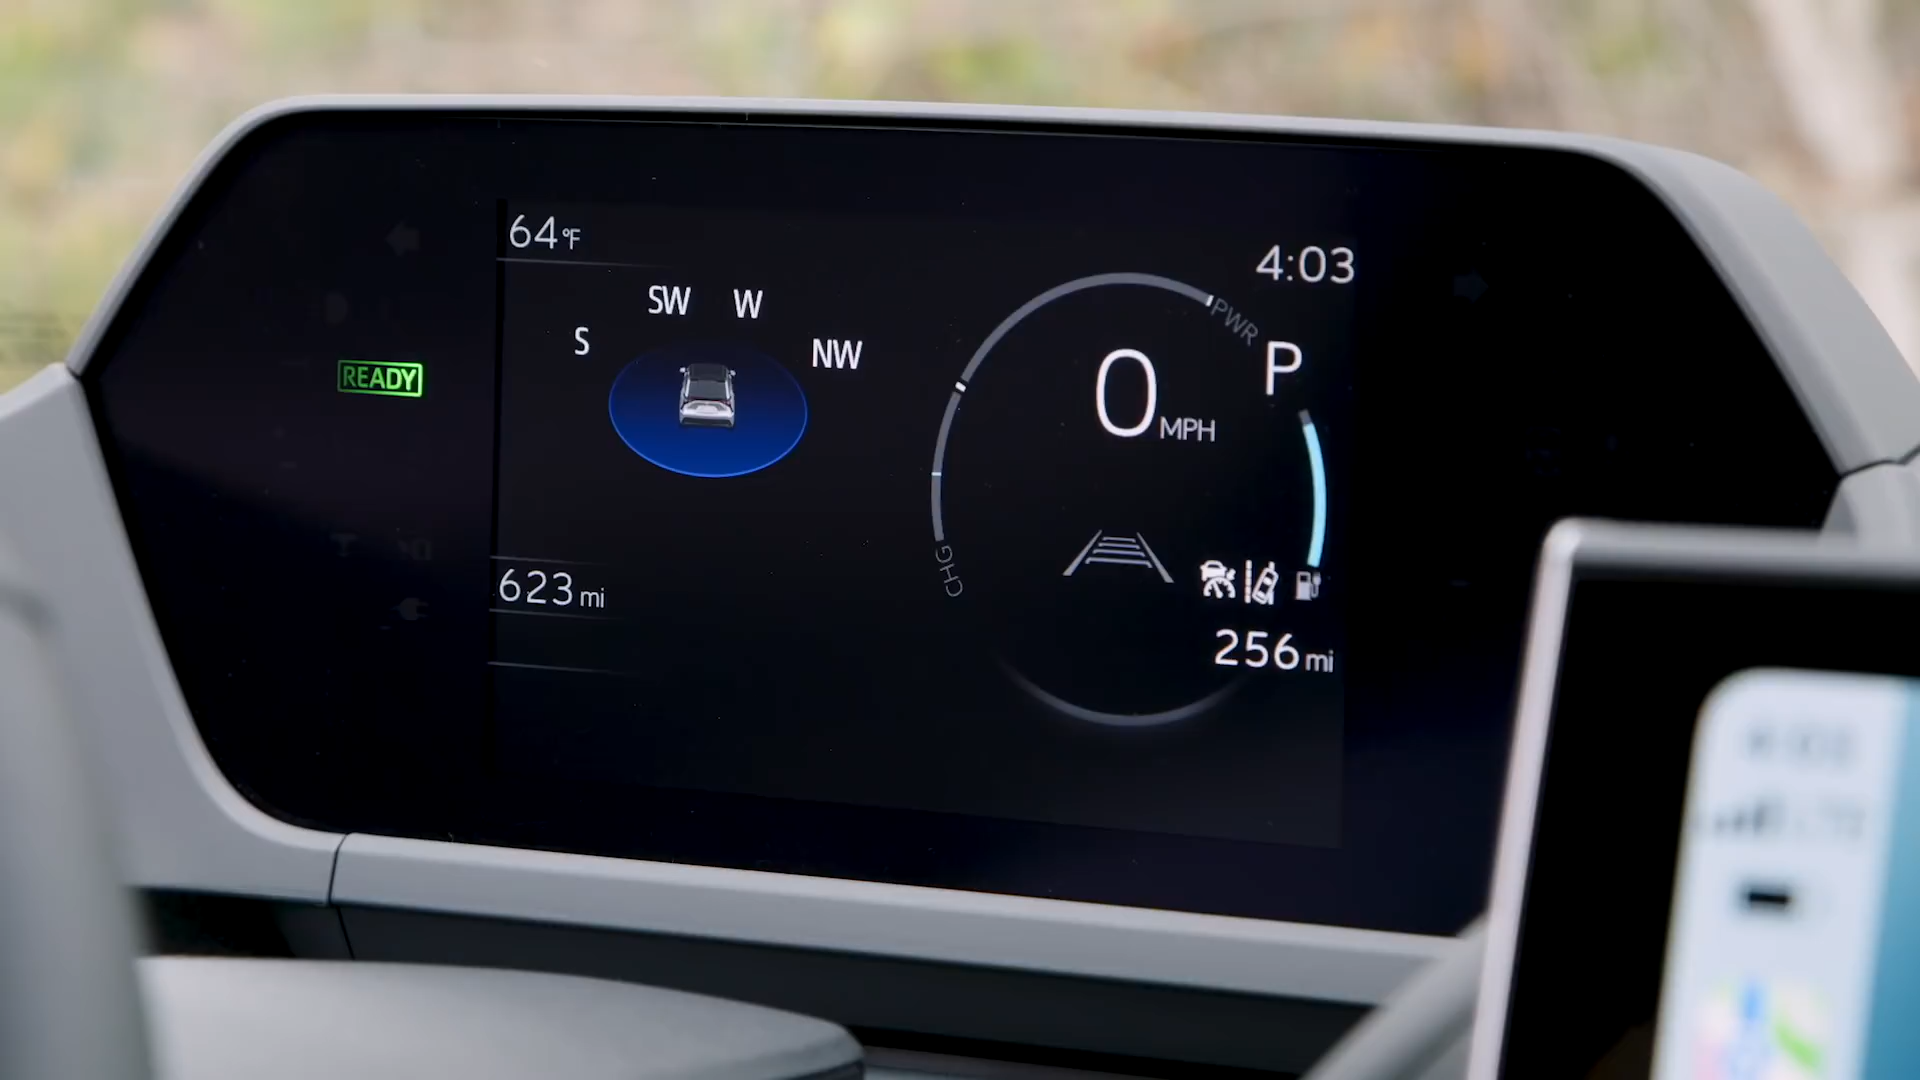 64°F
4:03
SW W
S
NW
PWR
P
READY
0 MPH
CHG
623 mi
256 mi